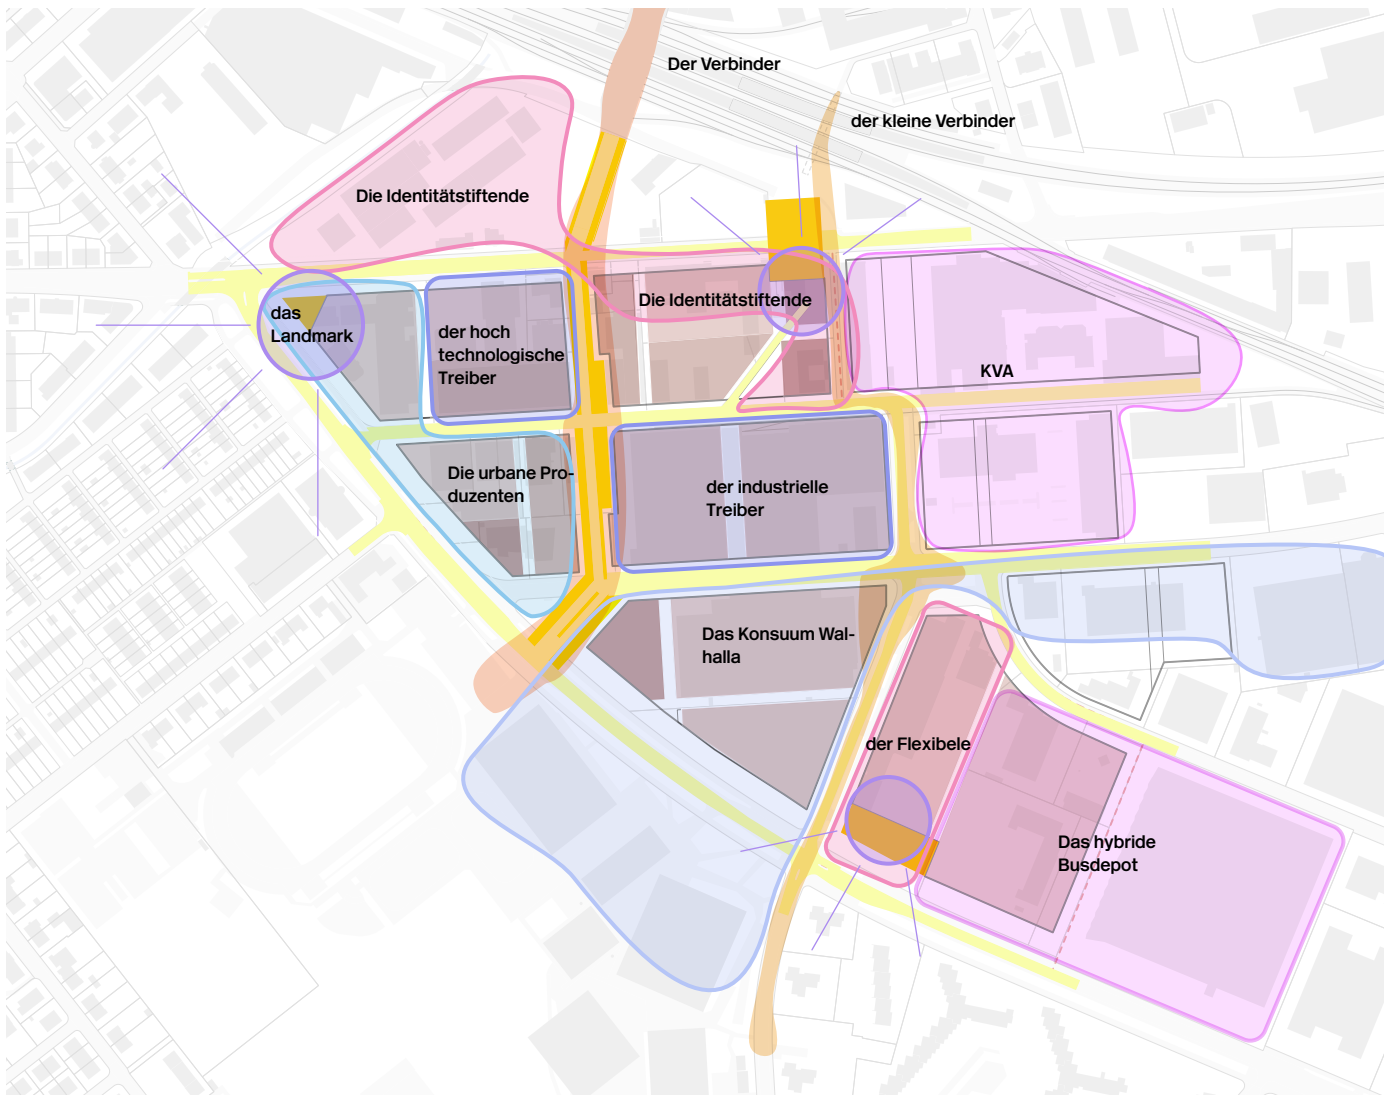 Der Verbinder
der kleine Verbinder
Die Identitätstiftende
Die Identitätstiftende
das
Landmark
der hoch
technologische
Treiber
KVA
Die urbane Pro-
duzenten
der industrielle
Treiber
Das Konsuum Wal-
halla
der Flexibele
Das hybride
Busdepot